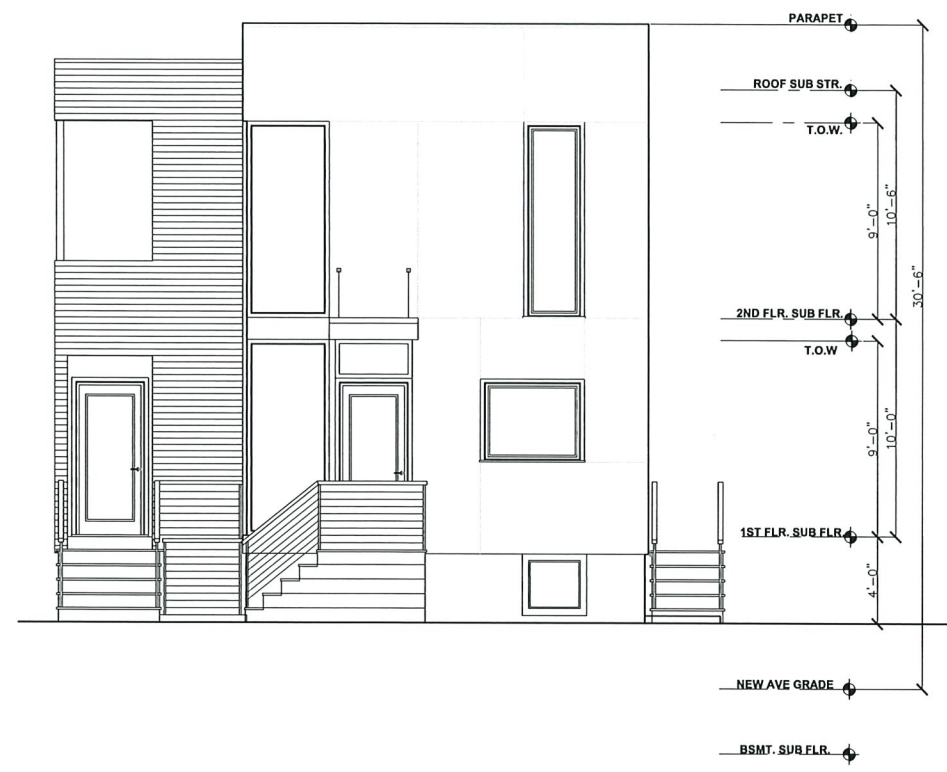 PARAPET
ROOF SUB STR.
T.O.W.
9'-0"
10'-6"
30'-6"
2ND FLR. SUB FLR.
T.O.W
9'-0"
10'-0"
1ST FLR. SUB FLR.
4'-0"
NEW AVE GRADE
BSMT. SUB FLR.